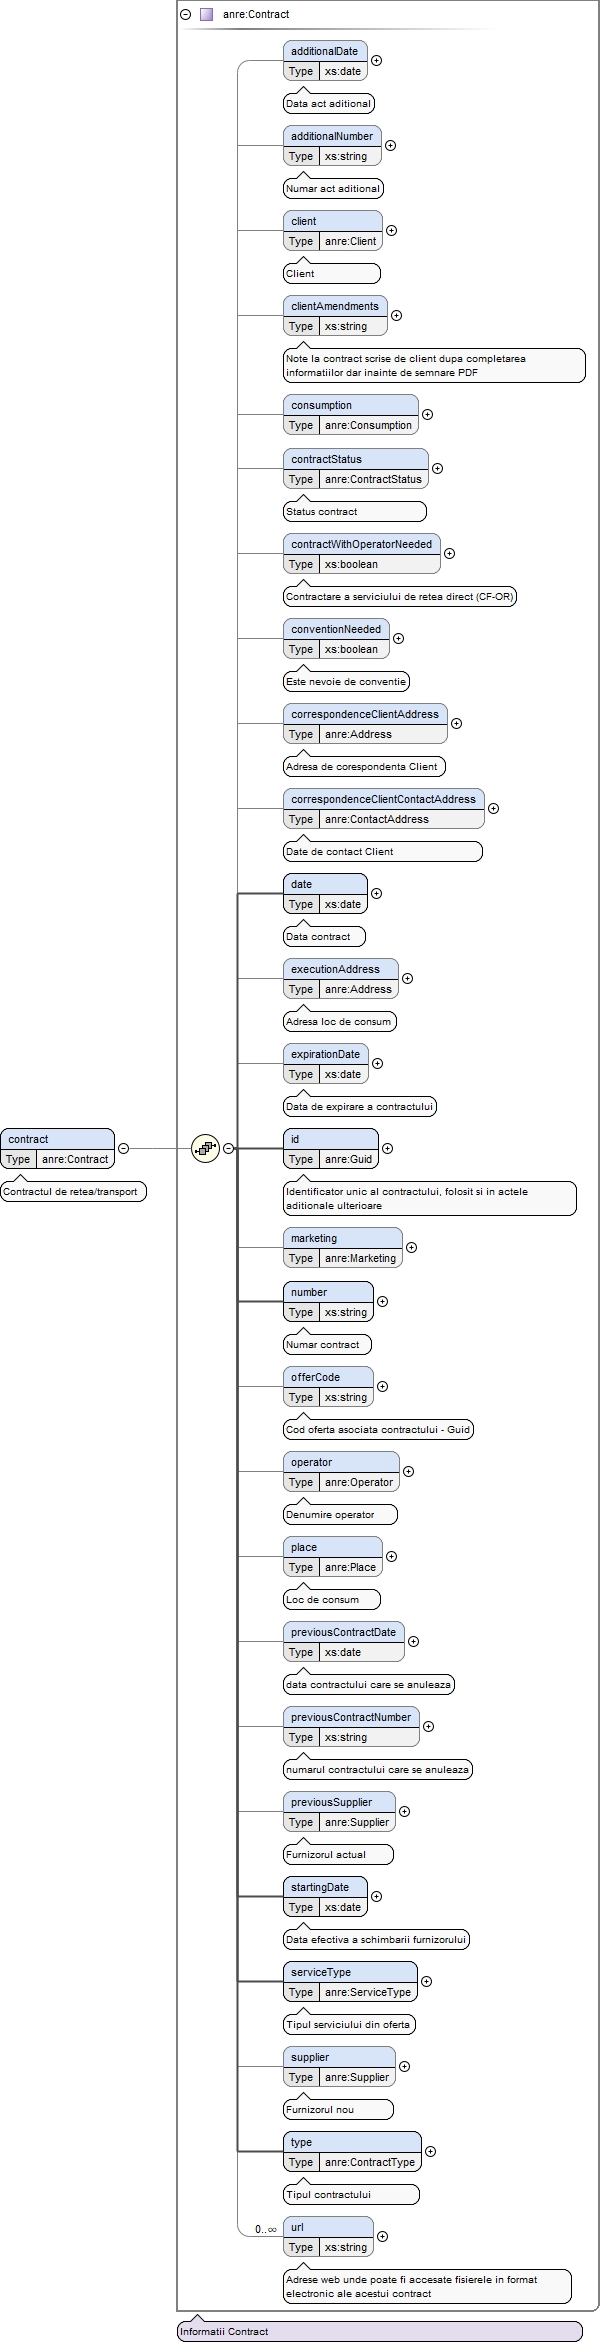 anre:Contract
additionalDate
Type xs:date
Data act aditional
additionalNumber
Type xs:string
Numar act aditional
client
Type anre:Client
Client
clientAmendments
Type xs:string
Note la contract scrise de client dupa completarea
informatiilor dar inainte de semnare PDF
consumption
Type anre:Consumption
contractStatus
Type anre:ContractStatus
Status contract
contractWithOperatorNeeded
Type xs:boolean
Contractare a serviciului de retea direct (CF-OR)
conventionNeeded
Type xs:boolean
Este nevoie de conventie
correspondenceClientAddress
Type anre:Address
Adresa de corespondenta Client
correspondenceClientContactAddress
Type anre:ContactAddress
Date de contact Client
date
Type xs:date
Data contract
executionAddress
Type anre:Address
Adresa loc de consum
expirationDate
Type xs:date
Data de expirare a contractului
contract
Type anre:Contract
Contractul de retea/transport
id
Type anre:Guid
Identificator unic al contractului, folosit si in actele
aditionale ulterioare
marketing
Type anre:Marketing
number
Type xs:string
Numar contract
offerCode
Type xs:string
Cod oferta asociata contractului - Guid
operator
Type anre:Operator
Denumire operator
place
Type anre:Place
Loc de consum
previousContractDate
Type xs:date
data contractului care se anuleaza
previousContractNumber
Type xs:string
numarul contractului care se anuleaza
previousSupplier
Type anre:Supplier
Furnizorul actual
startingDate
Type xs:date
Data efectiva a schimbarii furnizorului
serviceType
Type anre:ServiceType
Tipul serviciului din oferta
supplier
Type anre:Supplier
Furnizorul nou
type
Type anre:ContractType
Tipul contractului
0..∞ url
Type xs:string
Adrese web unde poate fi accesate fisierele in format
electronic ale acestui contract
Informatii Contract